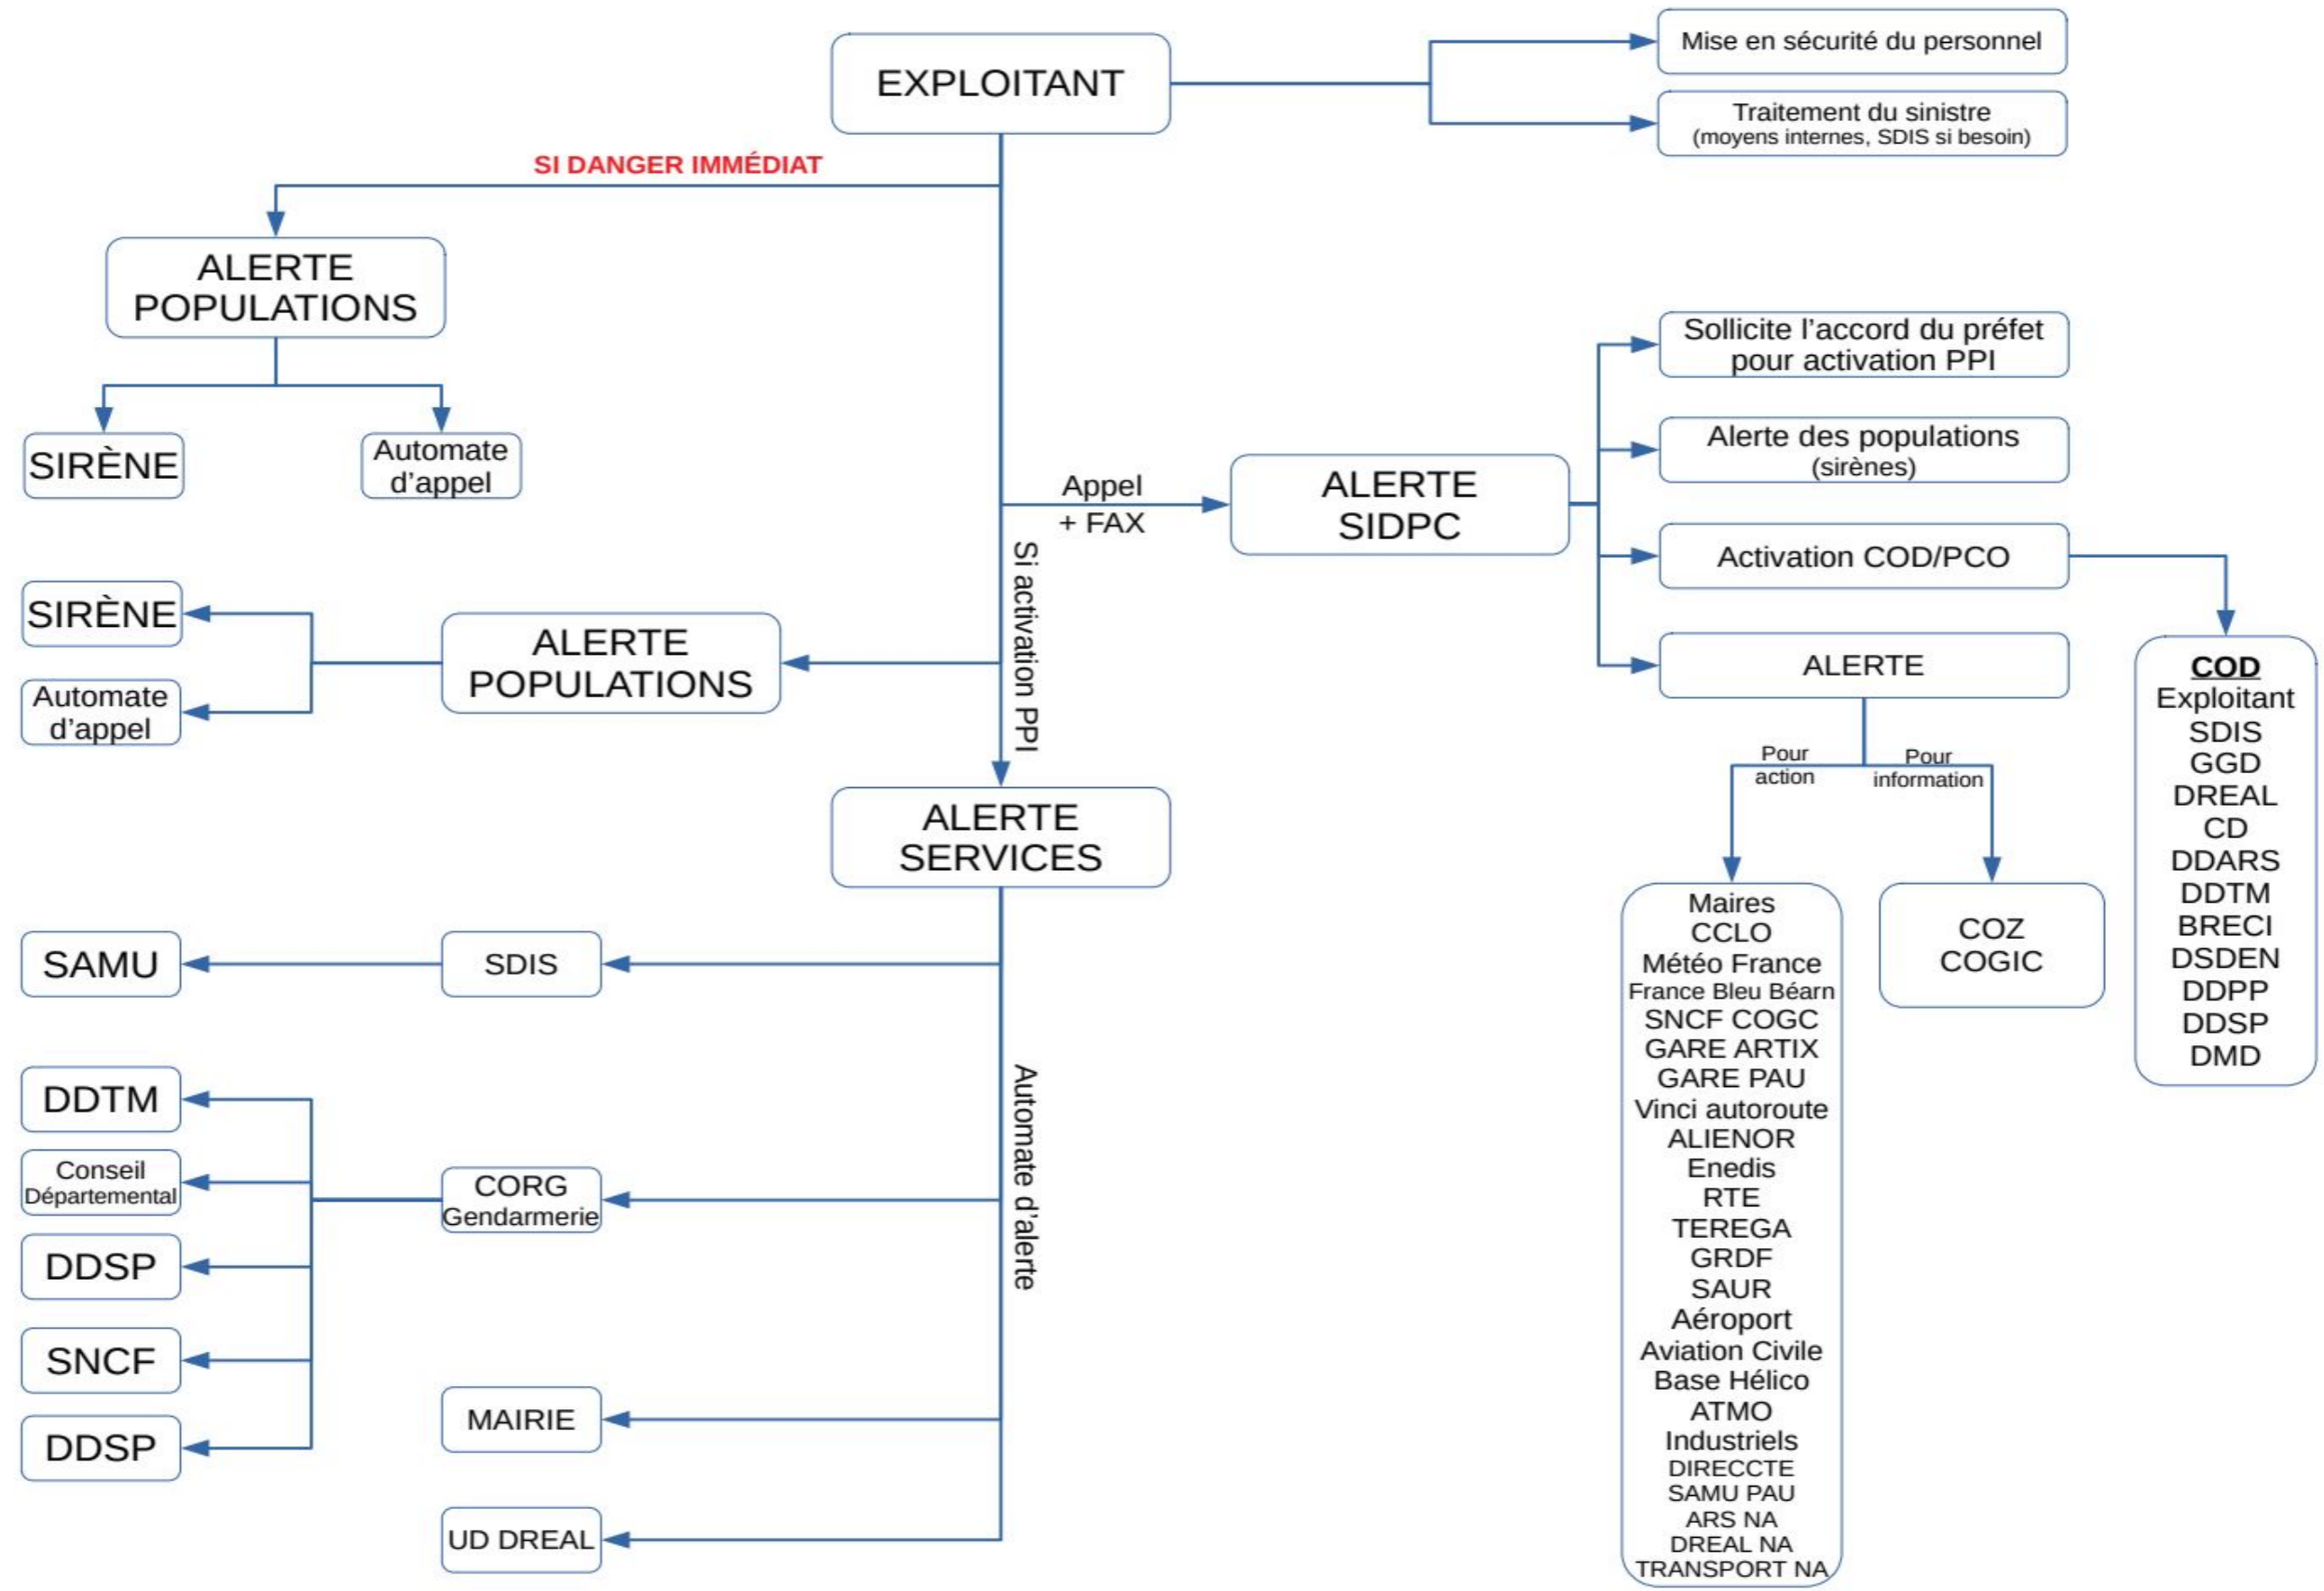 EXPLOITANT
Mise en sécurité du personnel
Traitement du sinistre
(moyens internes, SDIS si besoin)
SI DANGER IMMÉDIAT
ALERTE
POPULATIONS
SIRÈNE
Automate
d’appel
Appel
+ FAX
ALERTE
SIDPC
Sollicite l’accord du préfet
pour activation PPI
Alerte des populations
(sirènes)
Activation COD/PCO
ALERTE
Si activation PPI
SIRÈNE
Automate
d’appel
ALERTE
POPULATIONS
COD
Exploitant
SDIS
GGD
DREAL
CD
DDARS
DDTM
BRECI
DSDEN
DDPP
DDSP
DMD
Pour
action
Pour
information
Maires
CCLO
Météo France
France Bleu Béarn
SNCF COGC
GARE ARTIX
GARE PAU
Vinci autoroute
ALIENOR
Enedis
RTE
TEREGA
GRDF
SAUR
Aéroport
Aviation Civile
Base Hélico
ATMO
Industriels
DIRECCTE
SAMU PAU
ARS NA
DREAL NA
TRANSPORT NA
COZ
COGIC
ALERTE
SERVICES
Automate d’alerte
SDIS
SAMU
CORG
Gendarmerie
DDTM
Conseil
Départemental
DDSP
SNCF
DDSP
MAIRIE
UD DREAL